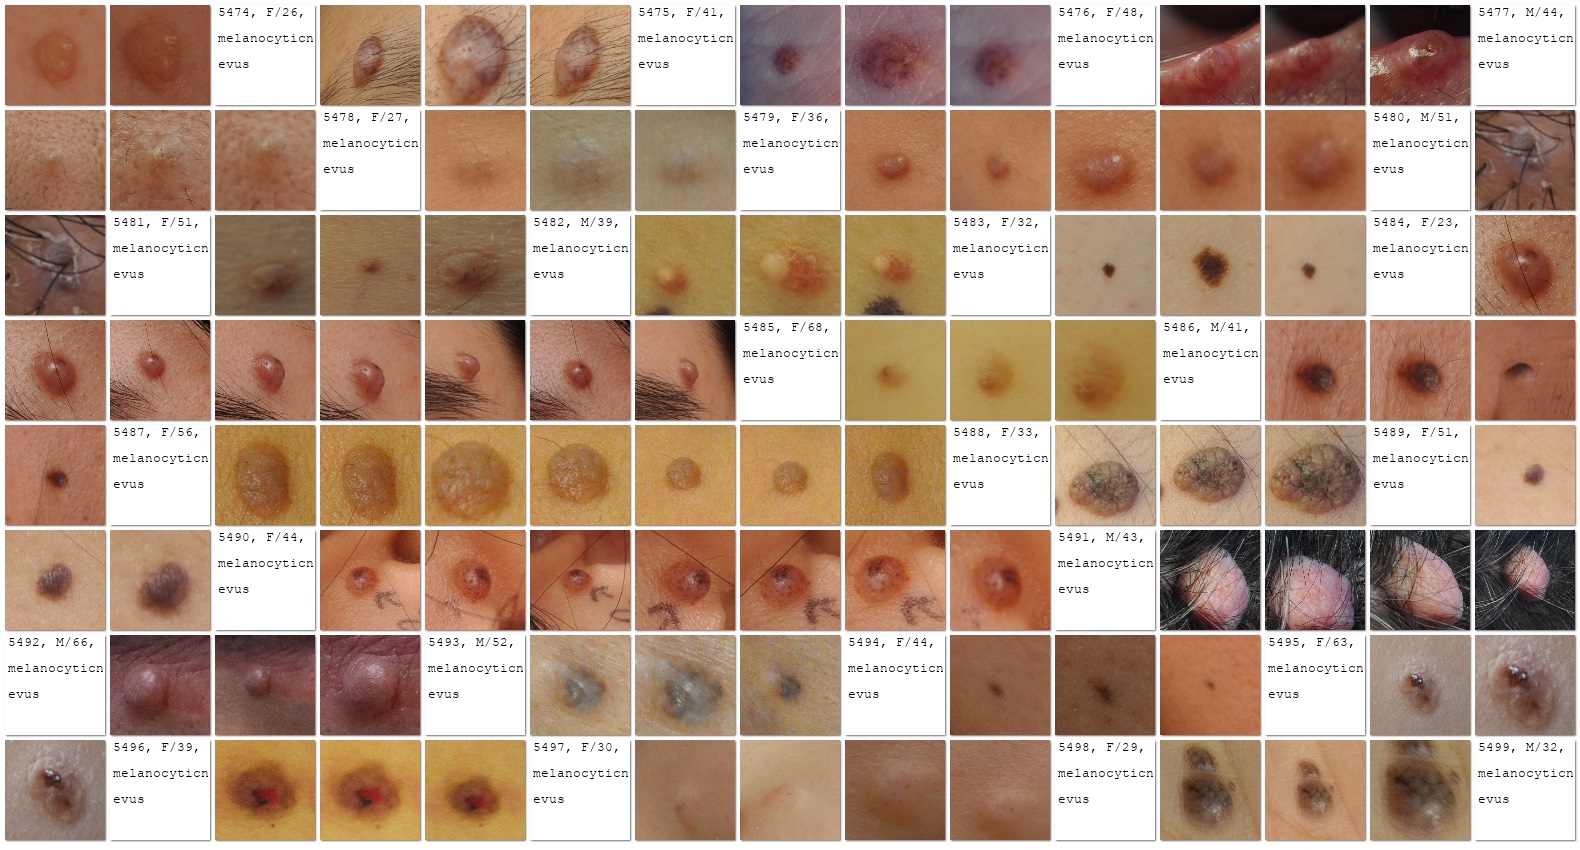 5474, F/26,
melanocyticn
evus
5475, F/41,
melanocyticn
evus
5476, F/48,
melanocyticn
evus
5477, M/44,
melanocyticn
evus
5478, F/27,
melanocyticn
evus
5479, F/36,
melanocyticn
evus
5480, M/51,
melanocyticn
evus
5481, F/51,
melanocyticn
evus
5482, M/39,
melanocyticn
evus
5483, F/32,
melanocyticn
evus
5484, F/23,
melanocyticn
evus
5485, F/68,
melanocyticn
evus
5486, M/41,
melanocyticn
evus
5487, F/56,
melanocyticn
evus
5488, F/33,
melanocyticn
evus
5489, F/51,
melanocyticn
evus
5490, F/44,
melanocyticn
evus
5491, M/43,
melanocyticn
evus
5492, M/66,
melanocyticn
evus
5493, M/52,
melanocyticn
evus
5494, F/44,
melanocyticn
evus
5495, F/63,
melanocyticn
evus
5496, F/39,
melanocyticn
evus
5497, F/30,
melanocyticn
evus
5498, F/29,
melanocyticn
evus
5499, M/32,
melanocyticn
evus